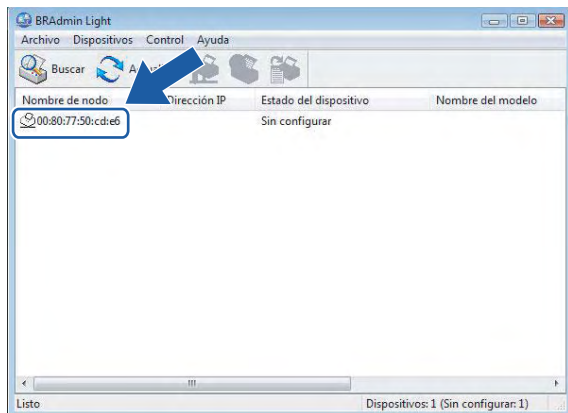 BRAdmin Light
Archivo Dispositivos Control Ayuda
Buscar
Nombre de nodo Dirección IP Estado del dispositivo Nombre del modelo
00:80:77:50:cd:e6 Sin configurar
Listo Dispositivos: 1 (Sin configurar: 1)